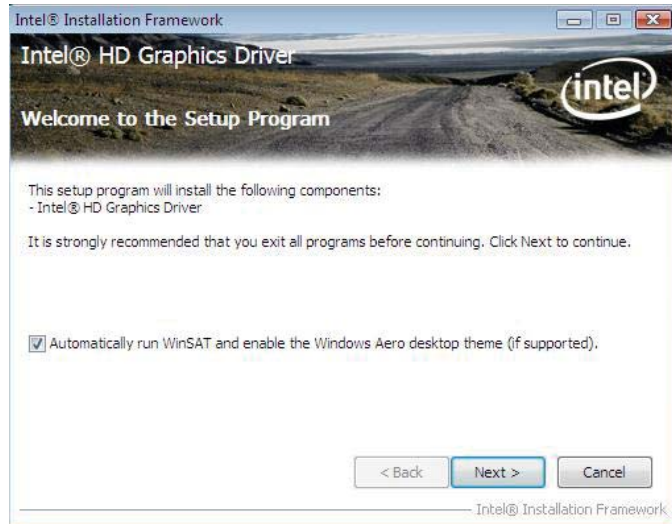 Intel® Installation Framework
Intel® HD Graphics Driver
intel
Welcome to the Setup Program
This setup program will install the following components:
- Intel® HD Graphics Driver
It is strongly recommended that you exit all programs before continuing. Click Next to continue.
Automatically run WinSAT and enable the Windows Aero desktop theme (if supported).
< Back Next > Cancel
Intel® Installation Framework